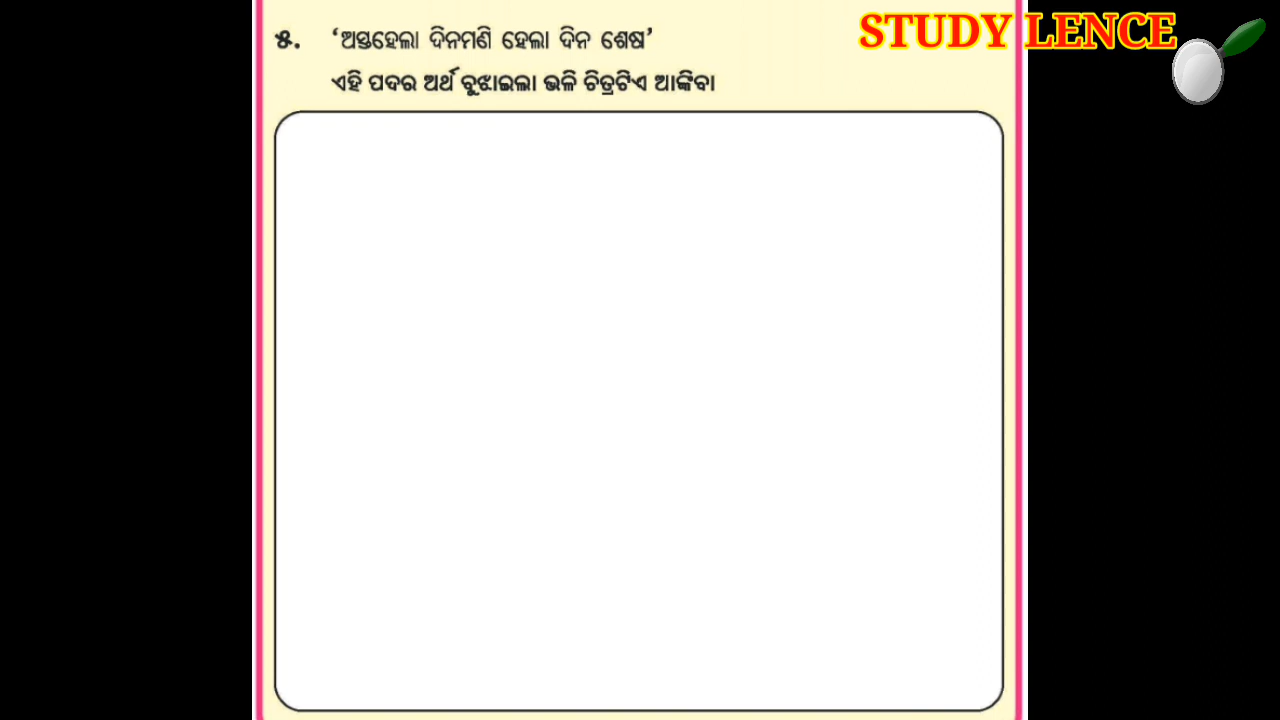 STUDY LENCE
୫. ‘ଅସ୍ତହେଲା ଦିନମଣି ହେଲା ଦିନ ଶେଷ’
ଏହି ପଦର ଅର୍ଥ ବୁଝାଇଲା ଭଳି ଚିତ୍ରଟିଏ ଆଙ୍କିବା